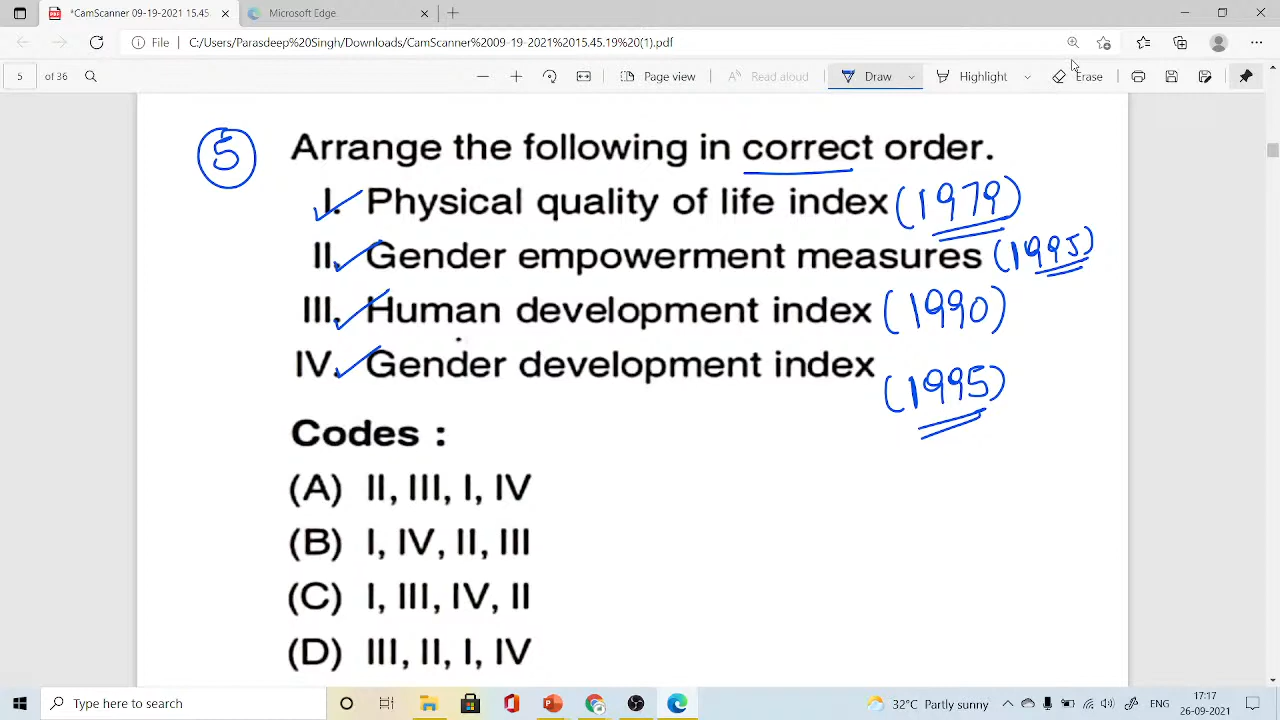 *CamScanner 09-19-2021 15.45
Microsoft Edge
File C:/Users/Parasdeep%20Singh/Downloads/CamScanner%2009-19-2021%2015.45.19%20(1).pdf
5 of 36 Page view Read aloud Draw Highlight Erase
5 Arrange the following in correct order.
I. Physical quality of life index (1979)
II. Gender empowerment measures (1995)
III. Human development index (1990)
IV. Gender development index
(1995)
Codes :
(A) II, III, I, IV
(B) I, IV, II, III
(C) I, III, IV, II
(D) III, II, I, IV
Type here to search 32°C Partly sunny ENG 17:17
26-09-2021